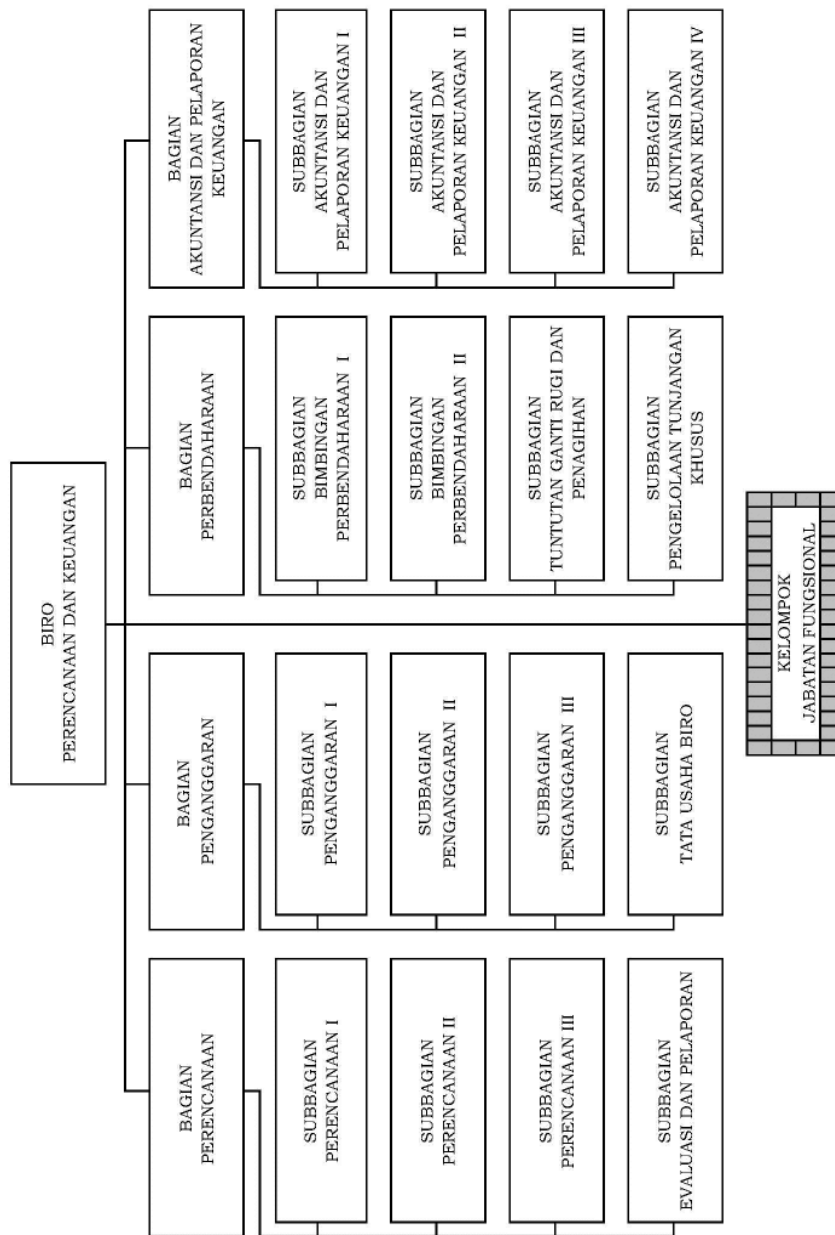 BIRO
PERENCANAAN DAN KEUANGAN
BAGIAN
PERENCANAAN
SUBBAGIAN
PERENCANAAN I
SUBBAGIAN
PERENCANAAN II
SUBBAGIAN
PERENCANAAN III
SUBBAGIAN
EVALUASI DAN PELAPORAN
BAGIAN
PENGANGGARAN
SUBBAGIAN
PENGANGGARAN I
SUBBAGIAN
PENGANGGARAN II
SUBBAGIAN
PENGANGGARAN III
SUBBAGIAN
TATA USAHA BIRO
BAGIAN
PERBENDAHARAAN
SUBBAGIAN
BIMBINGAN
PERBENDAHARAAN I
SUBBAGIAN
BIMBINGAN
PERBENDAHARAAN II
SUBBAGIAN
TUNTUTAN GANTI RUGI DAN
PENAGIHAN
SUBBAGIAN
PENGELOLAAN TUNJANGAN
KHUSUS
BAGIAN
AKUNTANSI DAN PELAPORAN
KEUANGAN
SUBBAGIAN
AKUNTANSI DAN
PELAPORAN KEUANGAN I
SUBBAGIAN
AKUNTANSI DAN
PELAPORAN KEUANGAN II
SUBBAGIAN
AKUNTANSI DAN
PELAPORAN KEUANGAN III
SUBBAGIAN
AKUNTANSI DAN
PELAPORAN KEUANGAN IV
KELOMPOK
JABATAN FUNGSIONAL